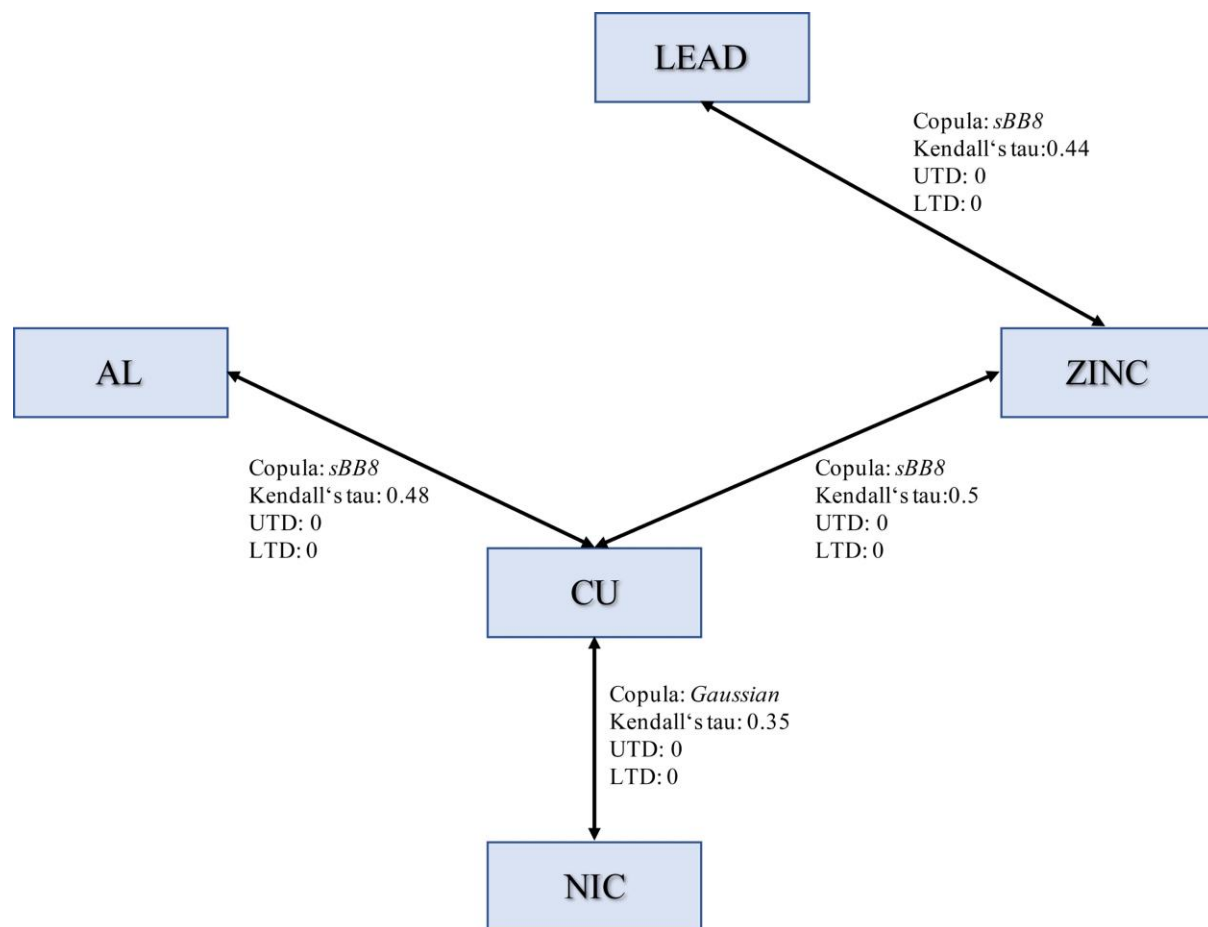 LEAD
Copula: sBB8
Kendall‘s tau:0.44
UTD: 0
LTD: 0
AL
ZINC
Copula: sBB8
Kendall‘s tau: 0.48
UTD: 0
LTD: 0
Copula: sBB8
Kendall‘s tau:0.5
UTD: 0
LTD: 0
CU
Copula: Gaussian
Kendall‘s tau: 0.35
UTD: 0
LTD: 0
NIC